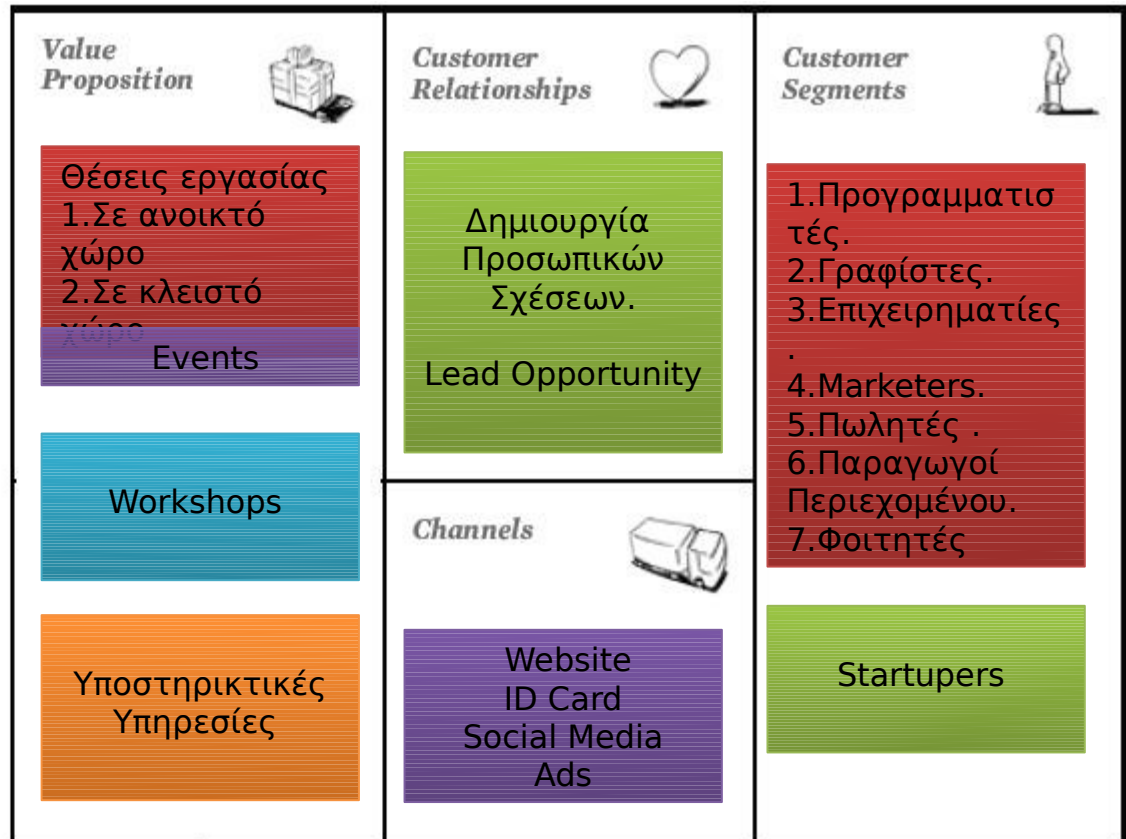 Value
Proposition
Θέσεις εργασίας
1.Σε ανοικτό
χώρο
2.Σε κλειστό
χώρο
Events
Workshops
Υποστηρικτικές
Υπηρεσίες
Customer
Relationships
Δημιουργία
Προσωπικών
Σχέσεων.
Lead Opportunity
Channels
Website
ID Card
Social Media
Ads
Customer
Segments
1.Προγραμματισ
τές.
2.Γραφίστες.
3.Επιχειρηματίες
.
4.Marketers.
5.Πωλητές .
6.Παραγωγοί
Περιεχομένου.
7.Φοιτητές
Startupers